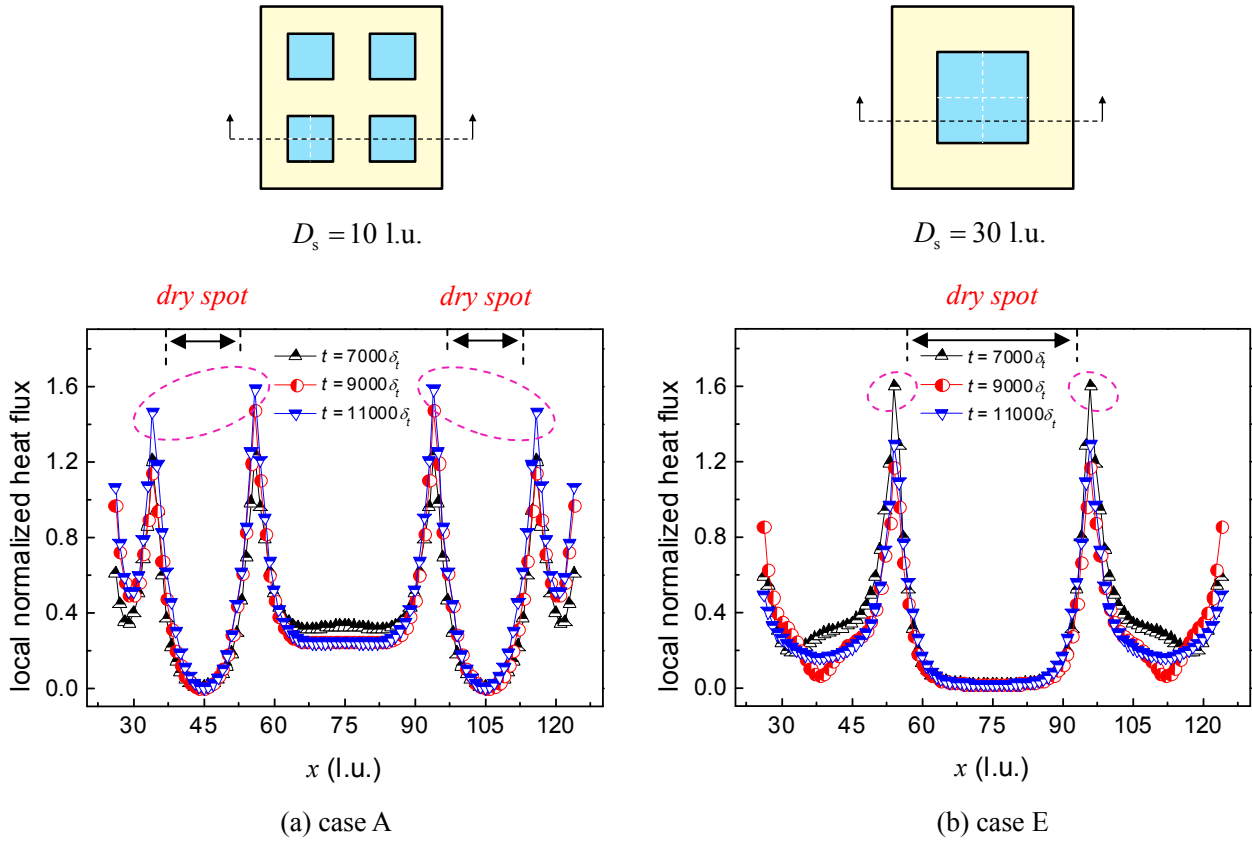 D_s = 10 l.u.
D_s = 30 l.u.
dry spot
dry spot
local normalized heat flux
1.6
1.2
0.8
0.4
0.0
t = 7000δ_t
t = 9000δ_t
t = 11000δ_t
30 45 60 75 90 105 120
x (l.u.)
(a) case A
dry spot
local normalized heat flux
1.6
1.2
0.8
0.4
0.0
t = 7000δ_t
t = 9000δ_t
t = 11000δ_t
30 45 60 75 90 105 120
x (l.u.)
(b) case E